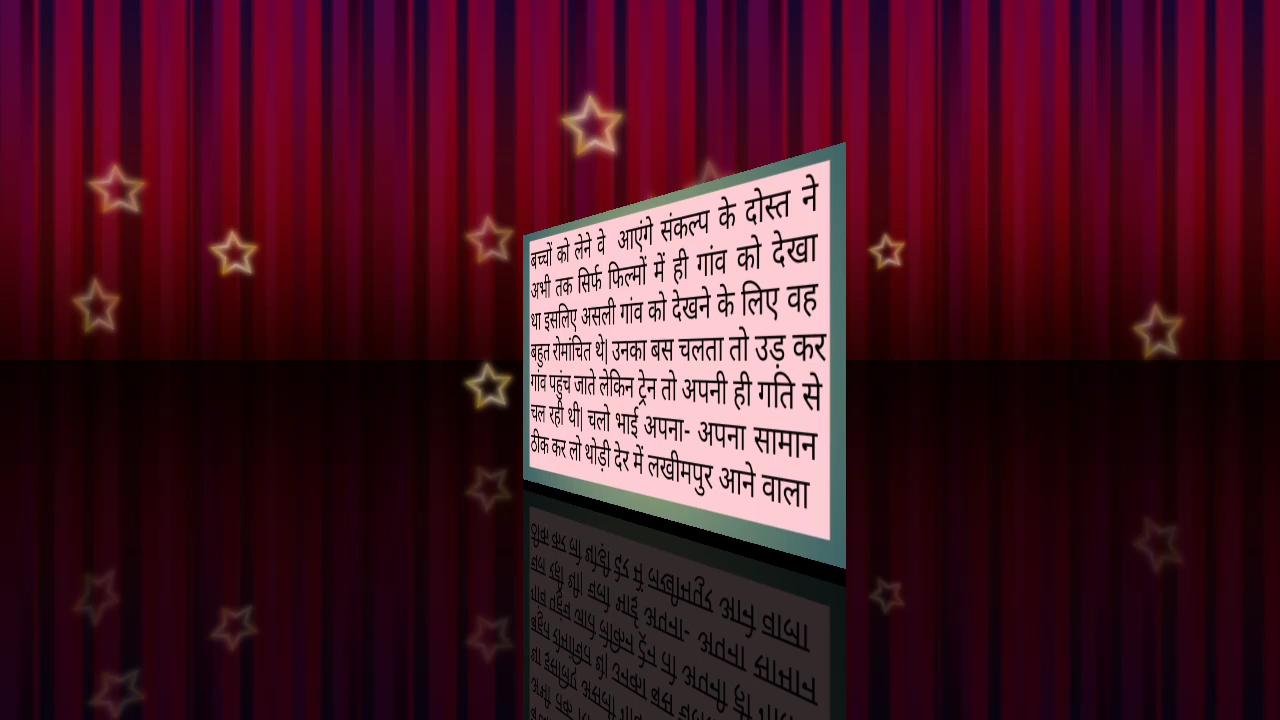 बच्चों को लेने वे आएंगे संकल्प के दोस्त ने
अभी तक सिर्फ फिल्मों में ही गांव को देखा
था इसलिए असली गांव को देखने के लिए वह
बहुत रोमांचित थे| उनका बस चलता तो उड़ कर
गांव पहुंच जाते लेकिन ट्रेन तो अपनी ही गति से
चल रही थी| चलो भाई अपना- अपना सामान
ठीक कर लो थोड़ी देर में लखीमपुर आने वाला